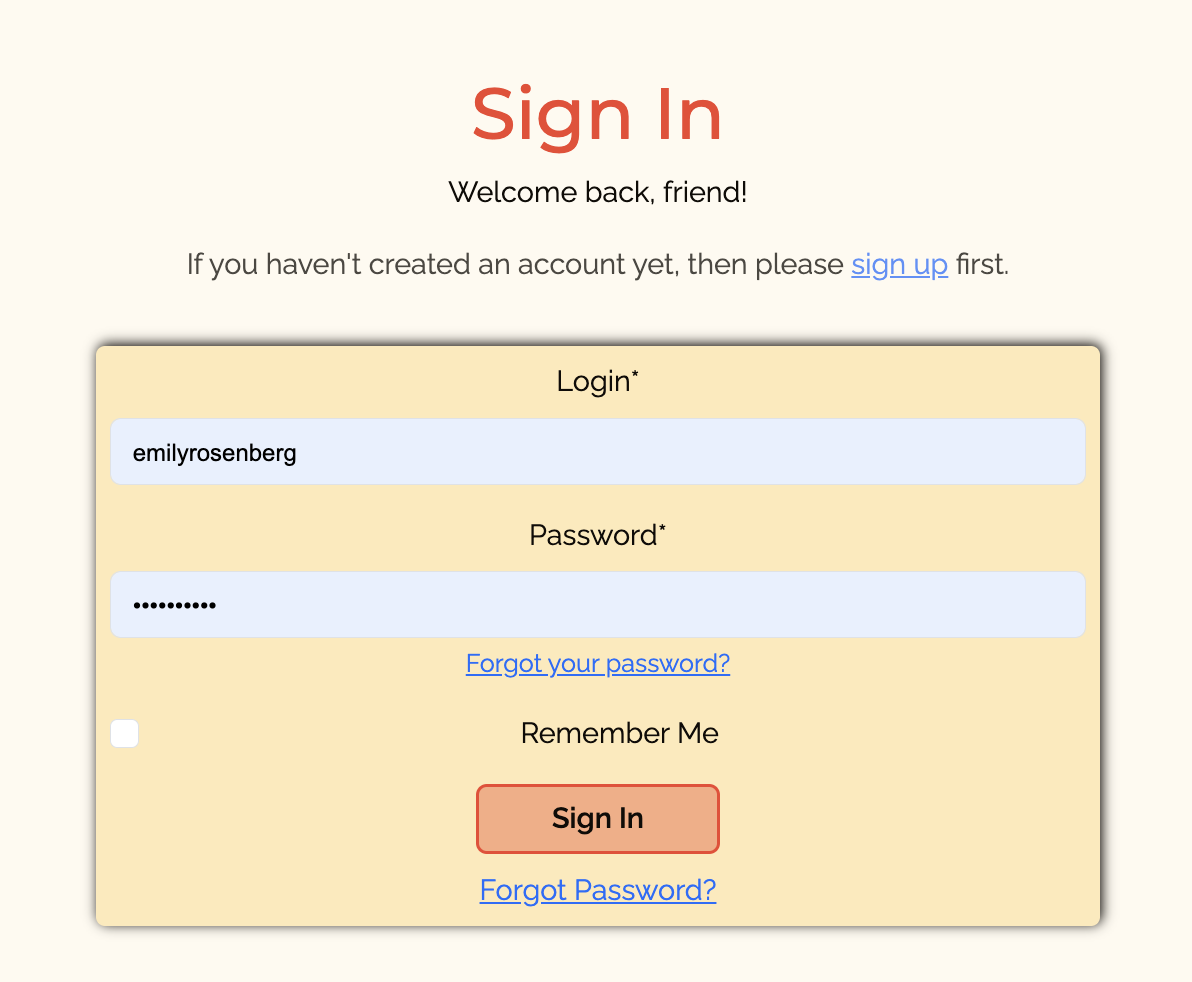 Sign In
Welcome back, friend!
If you haven't created an account yet, then please sign up first.
Login*
emilyrosenberg
Password*
••••••••••
Forgot your password?
Remember Me
Sign In
Forgot Password?